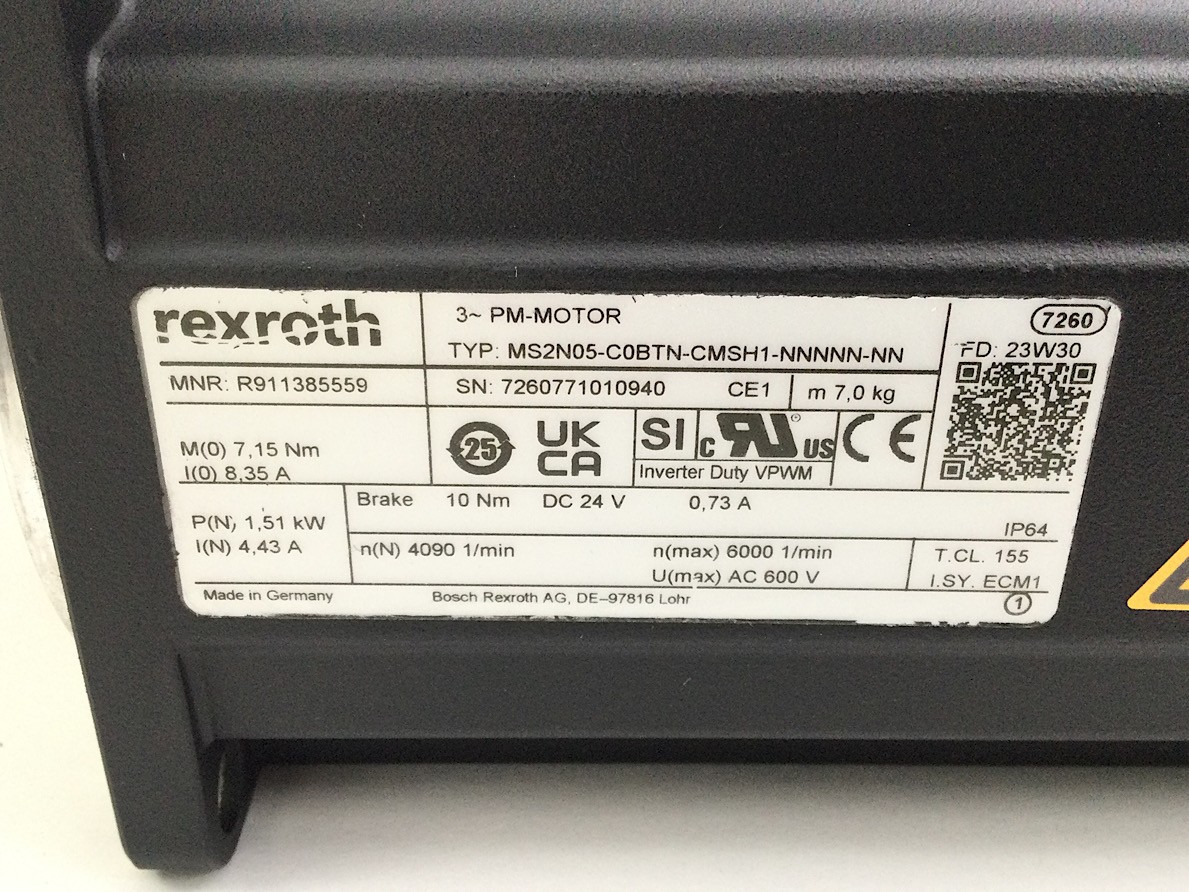 rexroth
3~ PM-MOTOR
7260
TYP: MS2N05-C0BTN-CMSH1-NNNNN-NN
FD: 23W30
MNR: R911385559
SN: 7260771010940
CE1
m 7,0 kg
M(0) 7,15 Nm
I(0) 8,35 A
25
UK
CA
SI
c RU US
Inverter Duty VPWM
CE
Brake 10 Nm DC 24 V 0,73 A
IP64
P(N) 1,51 kW
I(N) 4,43 A
n(N) 4090 1/min
n(max) 6000 1/min
U(max) AC 600 V
T.CL. 155
I.SY. ECM1
Made in Germany
Bosch Rexroth AG, DE-97816 Lohr
1